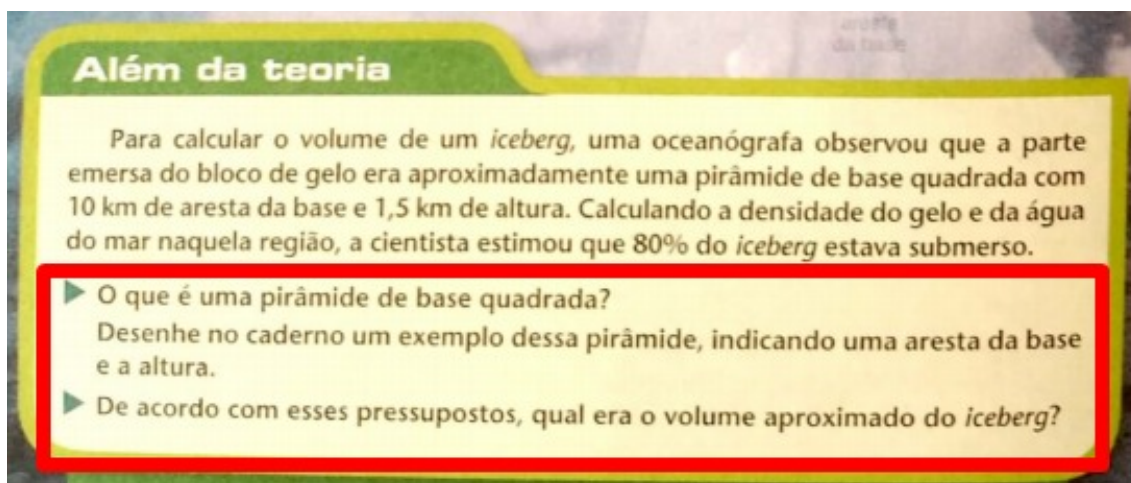 aresta
da base
Além da teoria
Para calcular o volume de um iceberg, uma oceanógrafa observou que a parte
emersa do bloco de gelo era aproximadamente uma pirâmide de base quadrada com
10 km de aresta da base e 1,5 km de altura. Calculando a densidade do gelo e da água
do mar naquela região, a cientista estimou que 80% do iceberg estava submerso.
▶ O que é uma pirâmide de base quadrada?
Desenhe no caderno um exemplo dessa pirâmide, indicando uma aresta da base
e a altura.
▶ De acordo com esses pressupostos, qual era o volume aproximado do iceberg?